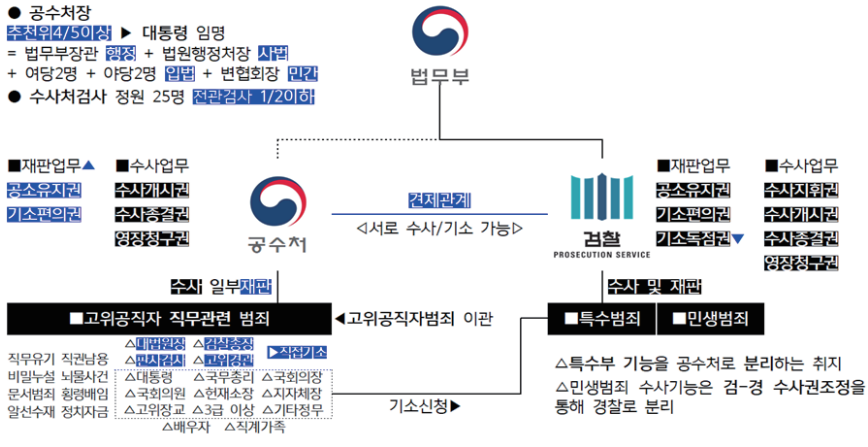 ● 공수처장
추천위4/5이상 ▶ 대통령 임명
= 법무부장관 행정 + 법원행정처장 사법
+ 여당2명 + 야당2명 입법 + 변협회장 민간
● 수사처검사 정원 25명 전관검사 1/2이하
법무부
■재판업무▲ ■수사업무
공소유지권 수사개시권
기소편의권 수사종결권
영장청구권
공수처
견제관계
◁서로 수사/기소 가능▷
검찰
PROSECUTION SERVICE
■재판업무 ■수사업무
공소유지권 수사지휘권
기소편의권 수사개시권
기소독점권▼ 수사종결권
영장청구권
수사 일부재판
수사 및 재판
■고위공직자 직무관련 범죄
◀고위공직자범죄 이관
■특수범죄 ■민생범죄
직무유기 직권남용
비밀누설 뇌물사건
문서범죄 횡령배임
알선수재 정치자금
△대법원장 △검찰총장
△판사검사 △고위경관
▶직접기소
△대통령 △국무총리 △국회의장
△국회의원 △헌재소장 △지자체장
△고위장교 △3급 이상 △기타정무
△배우자 △직계가족
기소신청▶
△특수부 기능을 공수처로 분리하는 취지
△민생범죄 수사기능은 검-경 수사권조정을
통해 경찰로 분리